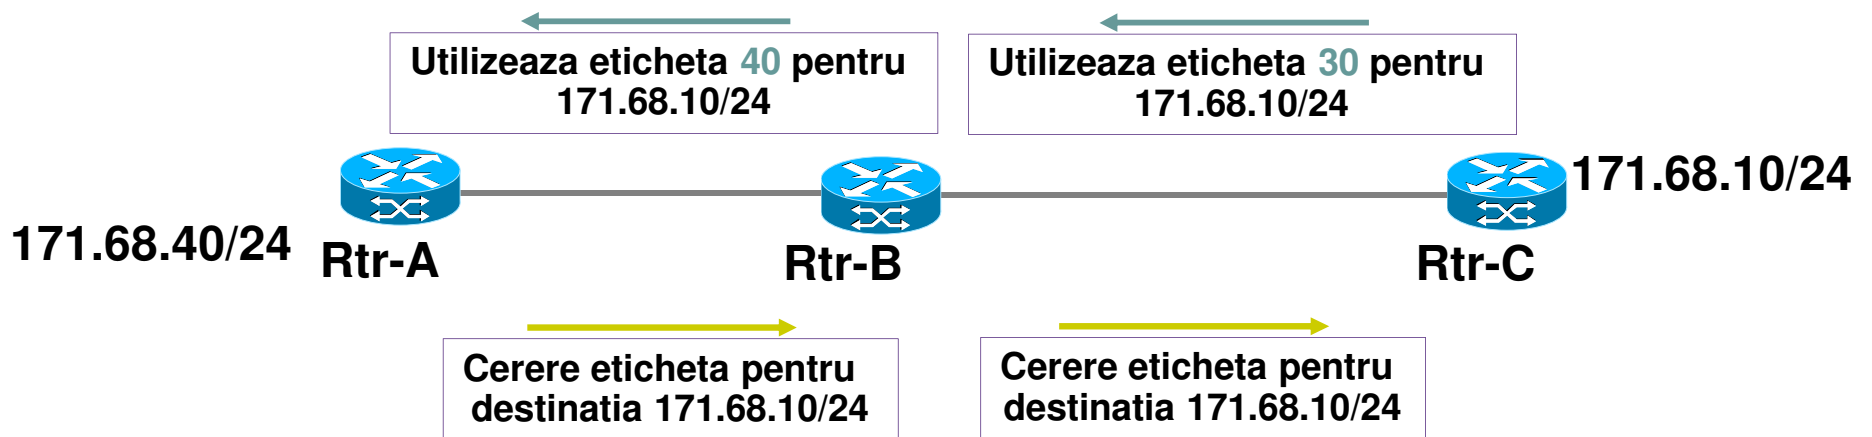 Utilizeaza eticheta 40 pentru
171.68.10/24
Utilizeaza eticheta 30 pentru
171.68.10/24
171.68.10/24
171.68.40/24
Rtr-A
Rtr-B
Rtr-C
Cerere eticheta pentru
destinatia 171.68.10/24
Cerere eticheta pentru
destinatia 171.68.10/24